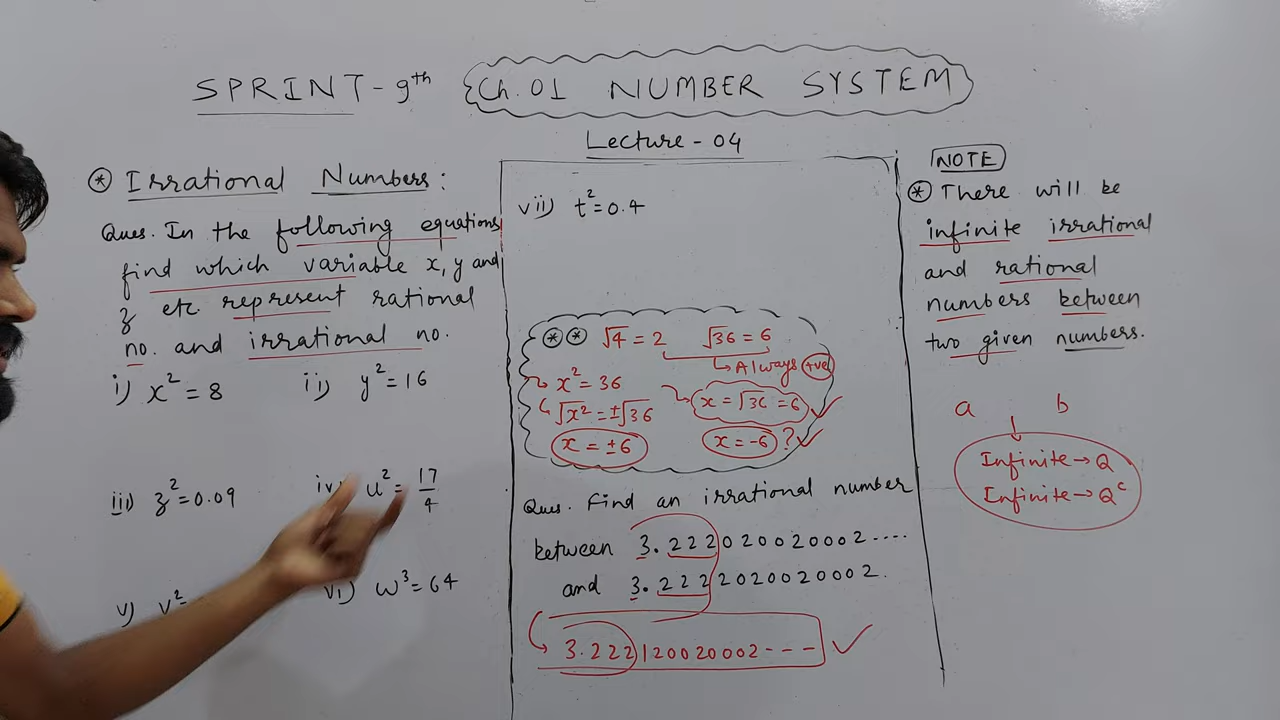 SPRINT-9th Ch.01 NUMBER SYSTEM
Lecture - 04
⊛ Irrational Numbers:
Ques. In the following equations
find which variable x, y and
z etc represent rational
no. and irrational no.
i) x² = 8 ii) y² = 16
iii) z² = 0.09 iv) u² = 17/4
v) v² = vi) w³ = 64
vii) t² = 0.4
⊛⊛ √4 = 2 √36 = 6
↳ Always +ve
x² = 36 x = √36 = 6 ✓
√x² = ±√36
x = ±6 x = -6 ? ✓
Ques. Find an irrational number
between 3.222020020002....
and 3.2222020020002.
3.222120020002--- ✓
NOTE
⊛ There will be
infinite irrational
and rational
numbers between
two given numbers.
a b
Infinite → Q
Infinite → Qᶜ